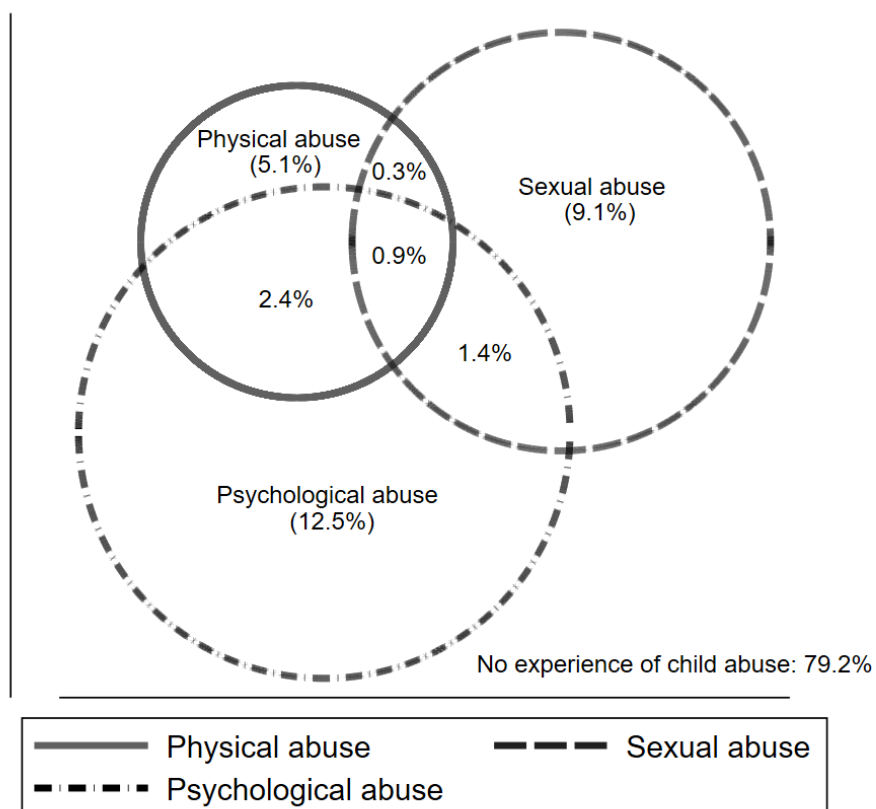 Physical abuse
(5.1%)
0.3%
Sexual abuse
(9.1%)
0.9%
2.4%
1.4%
Psychological abuse
(12.5%)
No experience of child abuse: 79.2%
Physical abuse
Sexual abuse
Psychological abuse